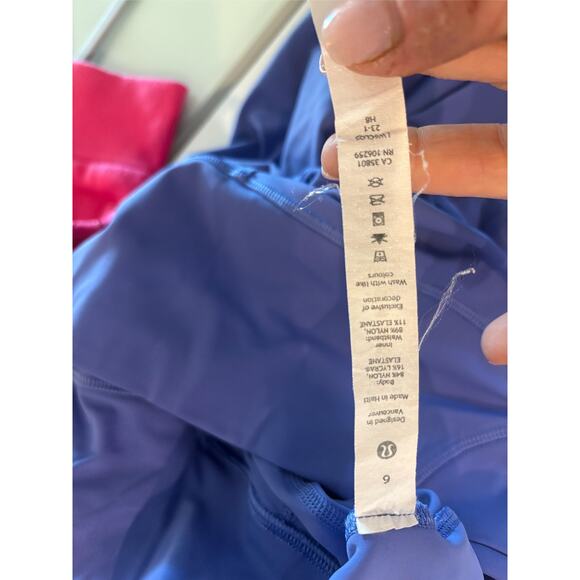 6
Designed in
Vancouver
Made in Haiti
Body:
84% NYLON,
16% LYCRA®
ELASTANE
Inner
Waistband:
89% NYLON,
11% ELASTANE
Exclusive of
decoration
Wash with like
colours
CA 35801
RN 106259
23-1
H8